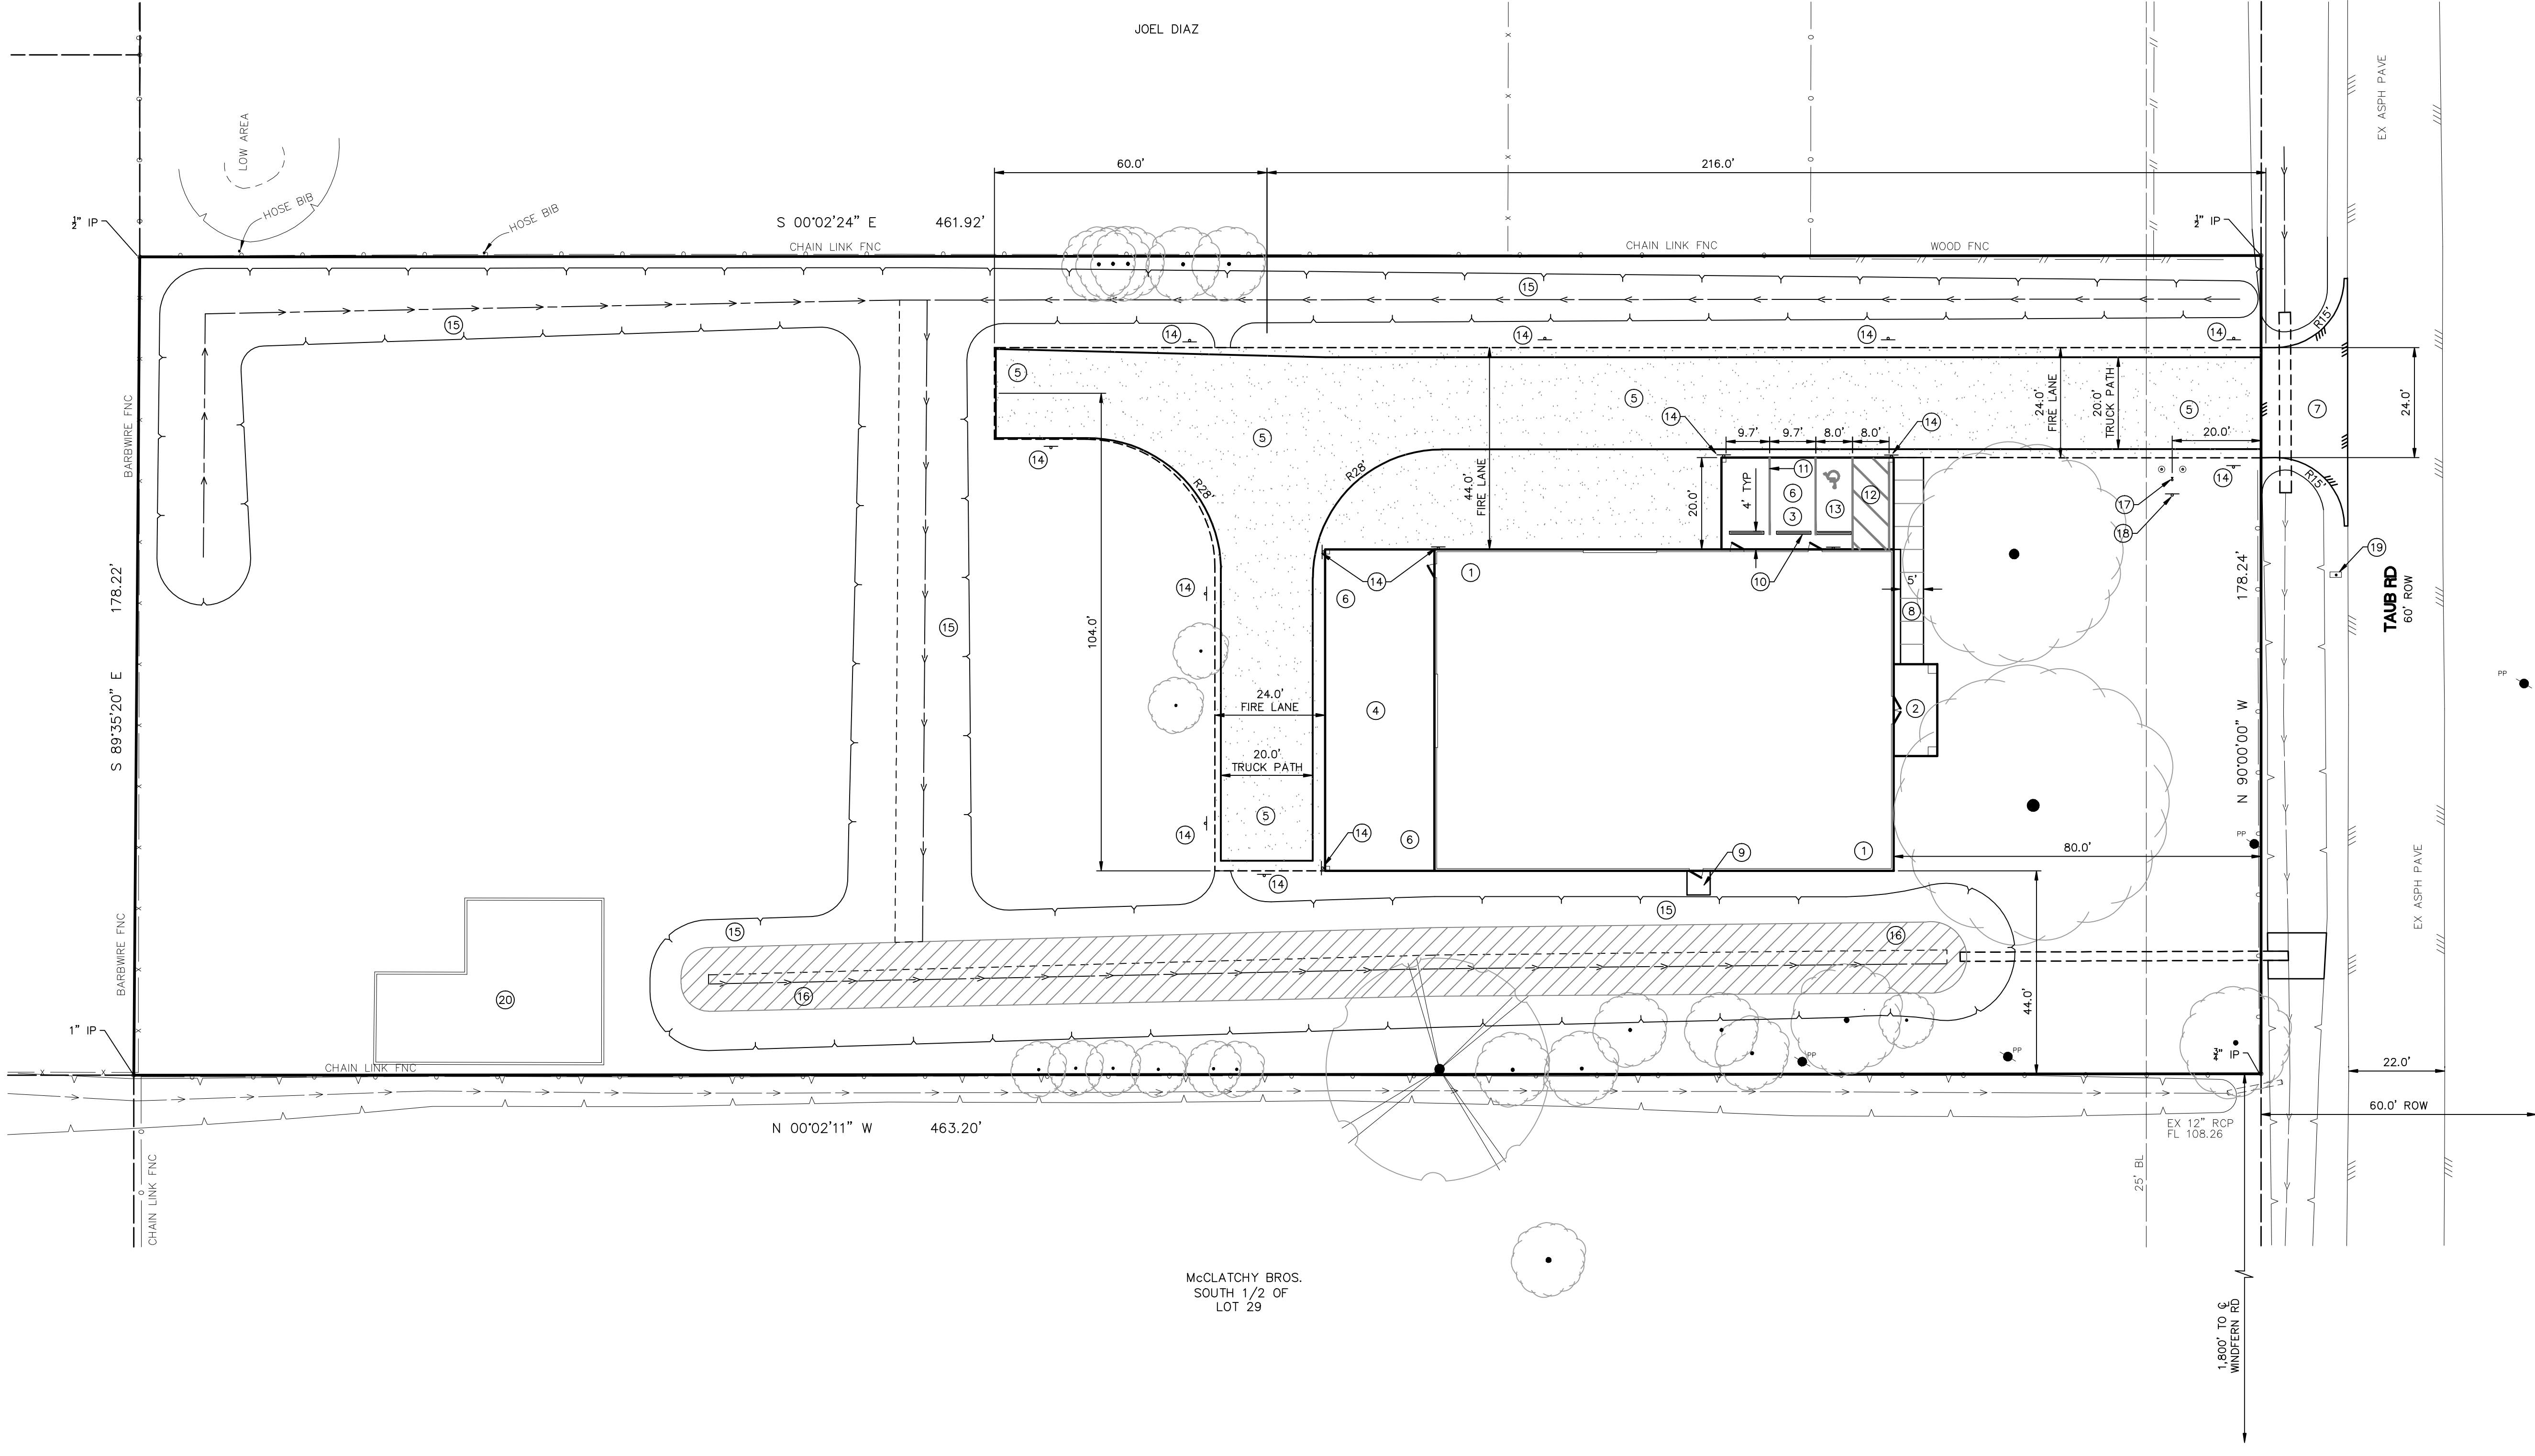 JOEL DIAZ
EX ASPH PAVE
LOW AREA
HOSE BIB
HOSE BIB
60.0'
216.0'
½" IP
S 00°02'24" E 461.92'
CHAIN LINK FNC
CHAIN LINK FNC
WOOD FNC
½" IP
15
15
14
14
14
14
R15'
5
5
5
5
7
24.0'
FIRE LANE
20.0'
TRUCK PATH
24.0'
BARBWIRE FNC
14
14
9.7'
9.7'
8.0'
8.0'
14
20.0'
R28'
R28'
44.0'
FIRE LANE
20.0'
4' TYP
11
6
3
13
12
14
17
18
R15'
19
S 89°35'20" E 178.22'
15
104.0'
14
14
6
1
10
5'
8
178.24'
TAUB RD
60' ROW
PP
24.0'
FIRE LANE
4
2
N 90°00'00" W
20.0'
TRUCK PATH
5
14
14
6
1
9
80.0'
PP
EX ASPH PAVE
14
15
15
16
16
BARBWIRE FNC
20
44.0'
1" IP
CHAIN LINK FNC
PP
PP
¾" IP
22.0'
60.0' ROW
N 00°02'11" W 463.20'
EX 12" RCP
FL 108.26
CHAIN LINK FNC
25' BL
McCLATCHY BROS.
SOUTH 1/2 OF
LOT 29
1,800' TO ℄
WINDFERN RD